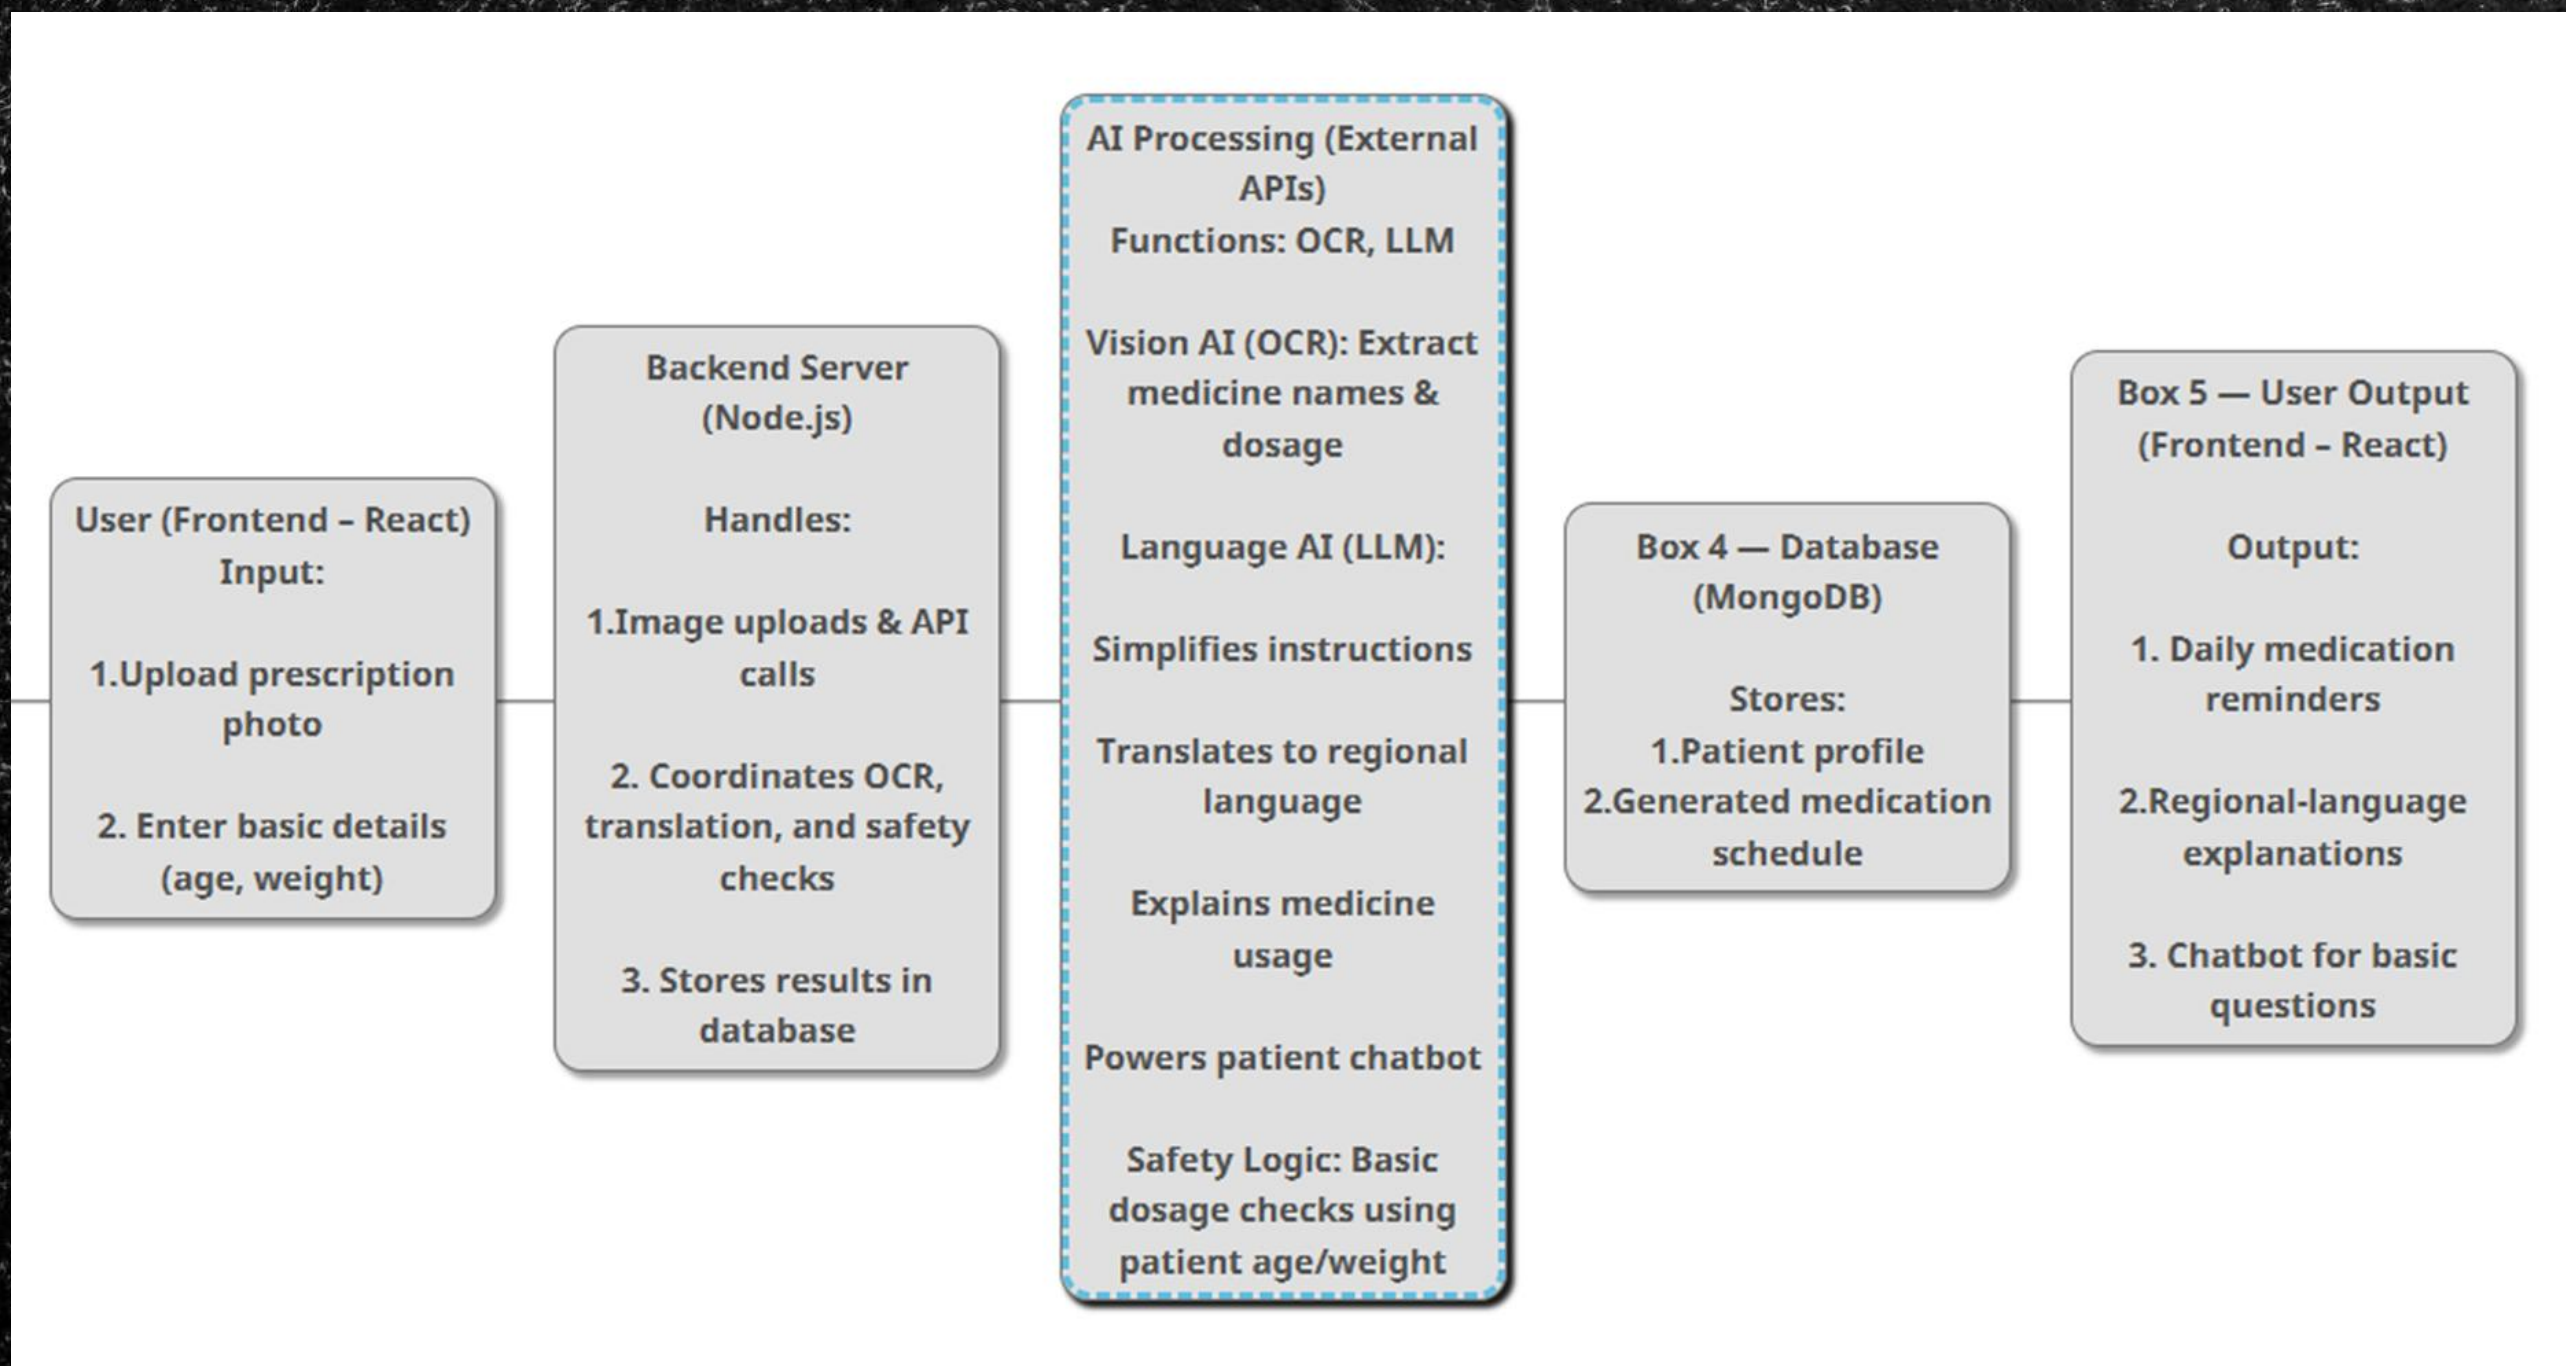 User (Frontend – React)
Input:
1.Upload prescription
photo
2. Enter basic details
(age, weight)
Backend Server
(Node.js)
Handles:
1.Image uploads & API
calls
2. Coordinates OCR,
translation, and safety
checks
3. Stores results in
database
AI Processing (External
APIs)
Functions: OCR, LLM
Vision AI (OCR): Extract
medicine names &
dosage
Language AI (LLM):
Simplifies instructions
Translates to regional
language
Explains medicine
usage
Powers patient chatbot
Safety Logic: Basic
dosage checks using
patient age/weight
Box 4 — Database
(MongoDB)
Stores:
1.Patient profile
2.Generated medication
schedule
Box 5 — User Output
(Frontend – React)
Output:
1. Daily medication
reminders
2.Regional-language
explanations
3. Chatbot for basic
questions